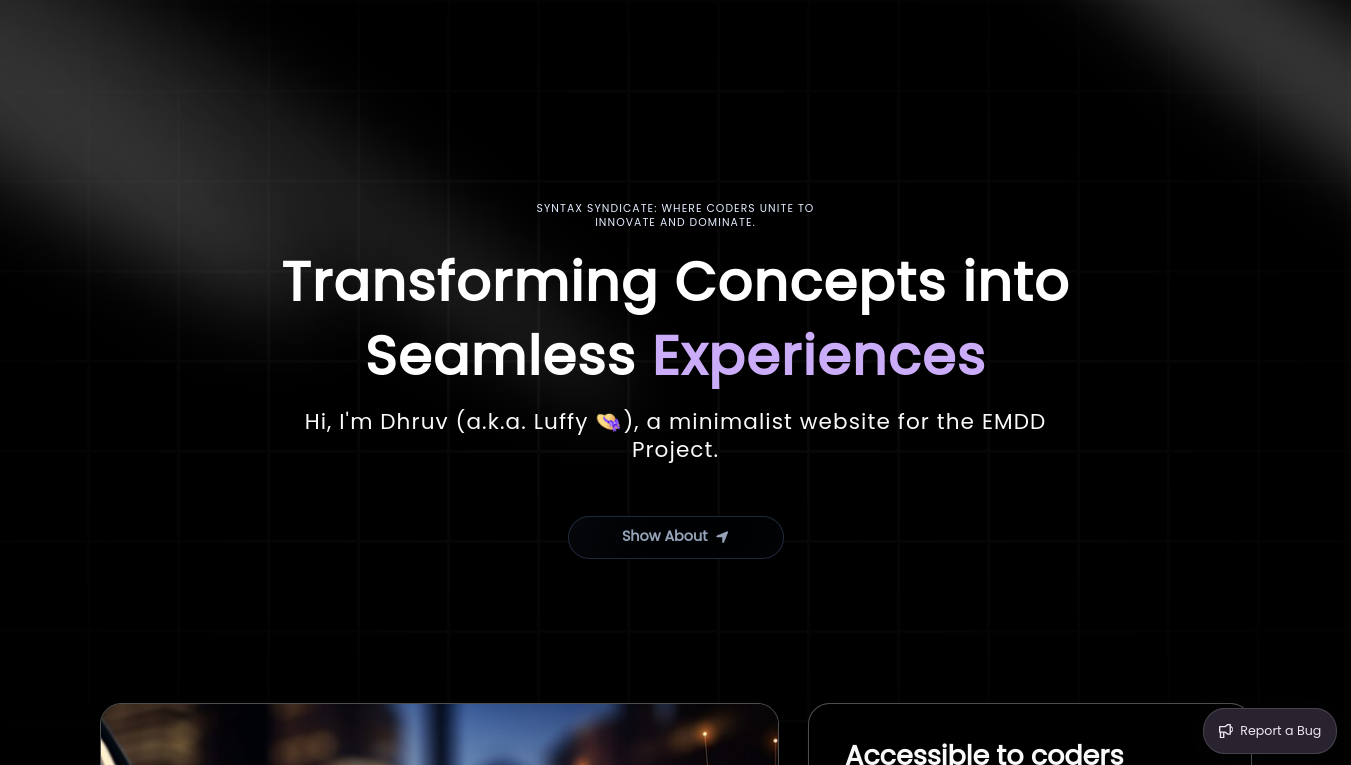 SYNTAX SYNDICATE: WHERE CODERS UNITE TO
INNOVATE AND DOMINATE.
Transforming Concepts into
Seamless Experiences
Hi, I'm Dhruv (a.k.a. Luffy 👒), a minimalist website for the EMDD
Project.
Show About
Accessible to coders
Report a Bug